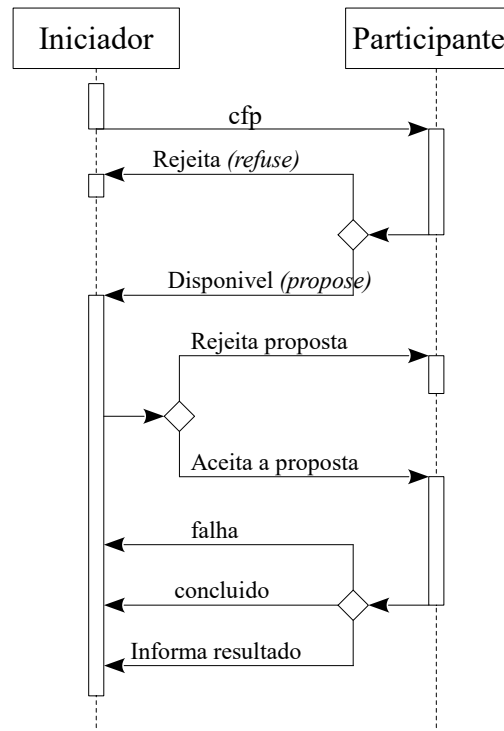 Iniciador
Participante
cfp
Rejeita (refuse)
Disponivel (propose)
Rejeita proposta
Aceita a proposta
falha
concluido
Informa resultado